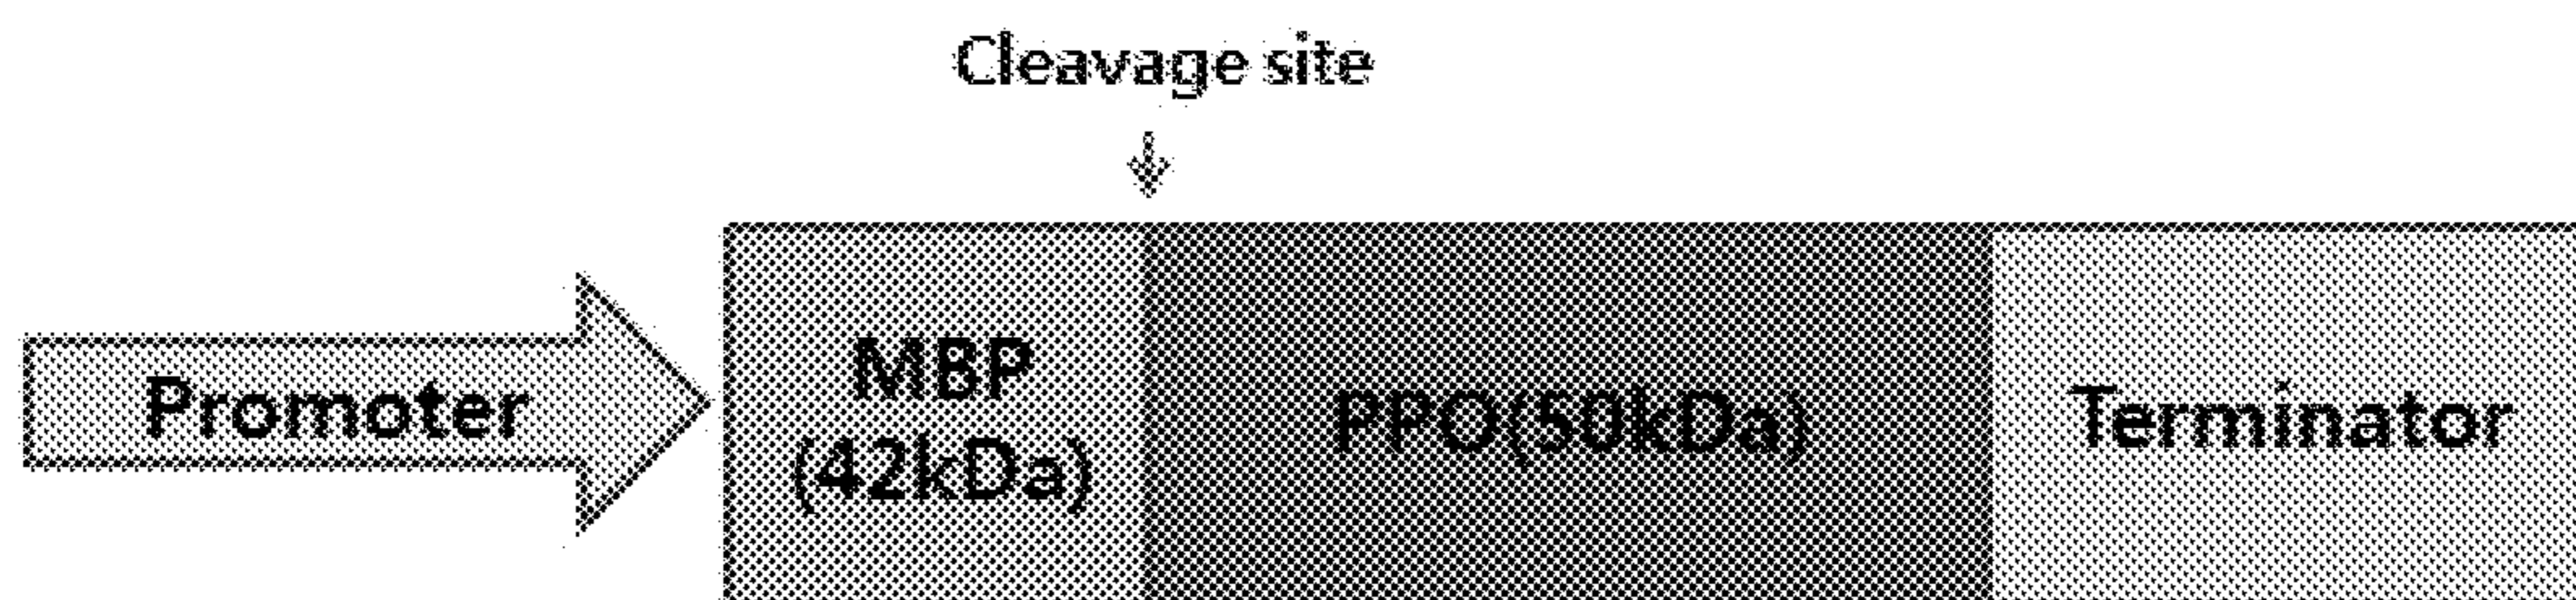 Cleavage site
Promoter
MBP
(42kDa)
PPO(50kDa)
Terminator